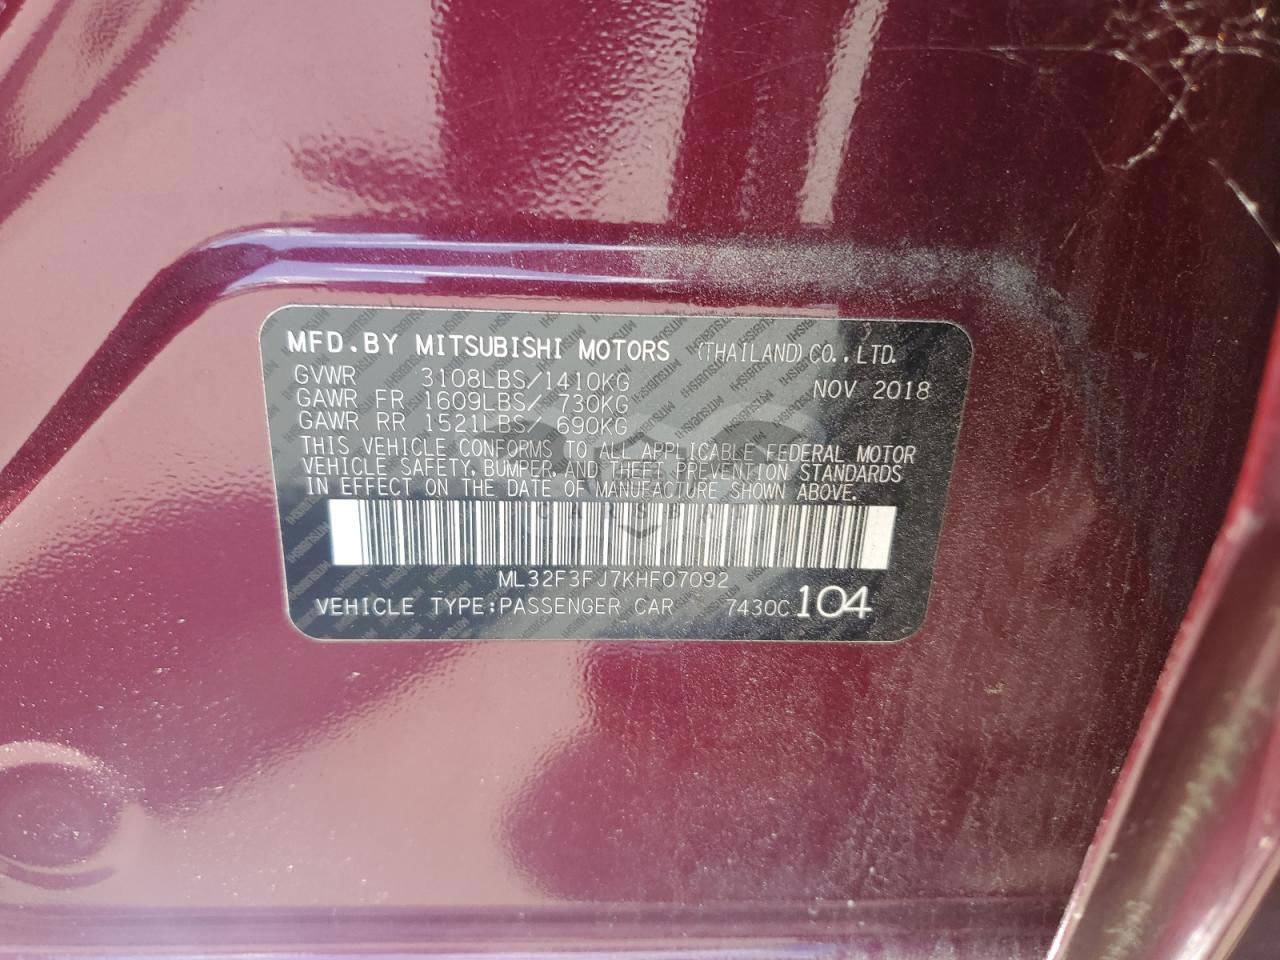 MFD.BY MITSUBISHI MOTORS (THAILAND)CO.,LTD.
GVWR 3108LBS/1410KG NOV 2018
GAWR FR 1609LBS/ 730KG
GAWR RR 1521LBS/ 690KG
THIS VEHICLE CONFORMS TO ALL APPLICABLE FEDERAL MOTOR
VEHICLE SAFETY, BUMPER, AND THEFT PREVENTION STANDARDS
IN EFFECT ON THE DATE OF MANUFACTURE SHOWN ABOVE.
ML32F3FJ7KHF07092
VEHICLE TYPE:PASSENGER CAR 7430C 104